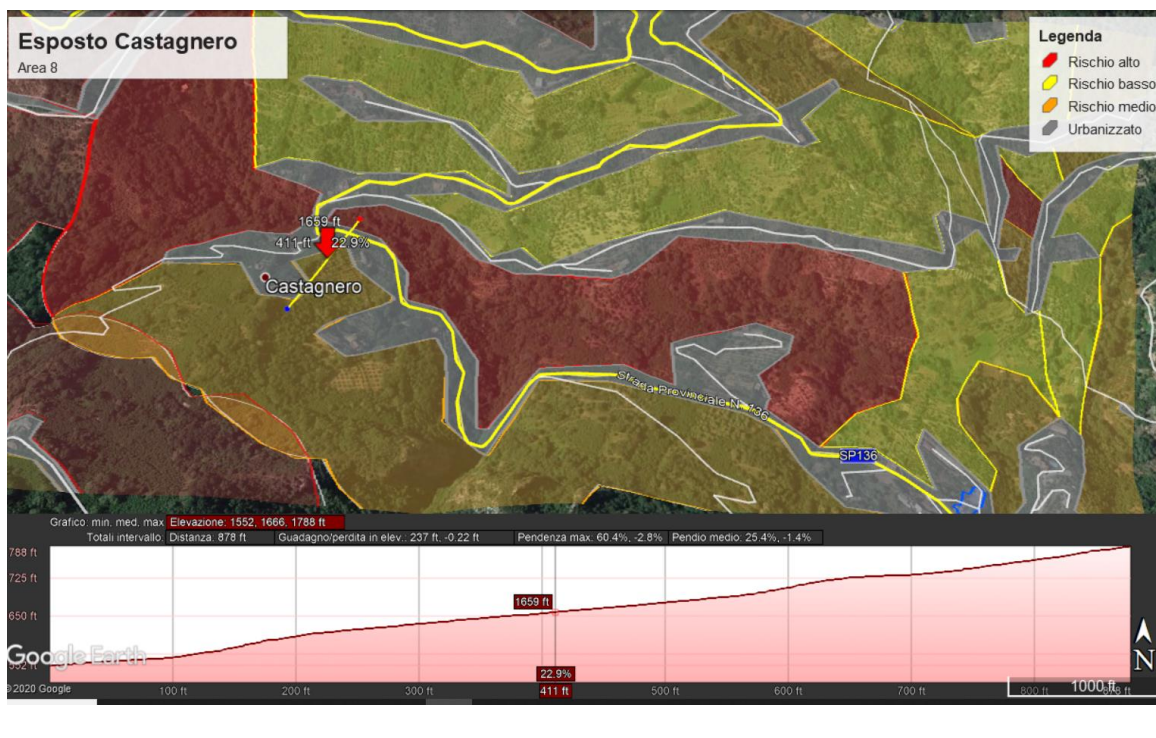 Esposto Castagnero
Area 8
Legenda
Rischio alto
Rischio basso
Rischio medio
Urbanizzato
1659 ft
411 ft
22.9%
Castagnero
Strada Provinciale N. 136
SP136
Grafico: min. med. max Elevazione: 1552, 1666, 1788 ft
Totali intervallo: Distanza: 878 ft Guadagno/perdita in elev.: 237 ft, -0.22 ft Pendenza max: 60.4%, -2.8% Pendio medio: 25.4%, -1.4%
788 ft
725 ft
1659 ft
650 ft
Google Earth
N
22.9%
© 2020 Google
100 ft 200 ft 300 ft 411 ft 500 ft 600 ft 700 ft 800 ft 878 ft
1000 ft